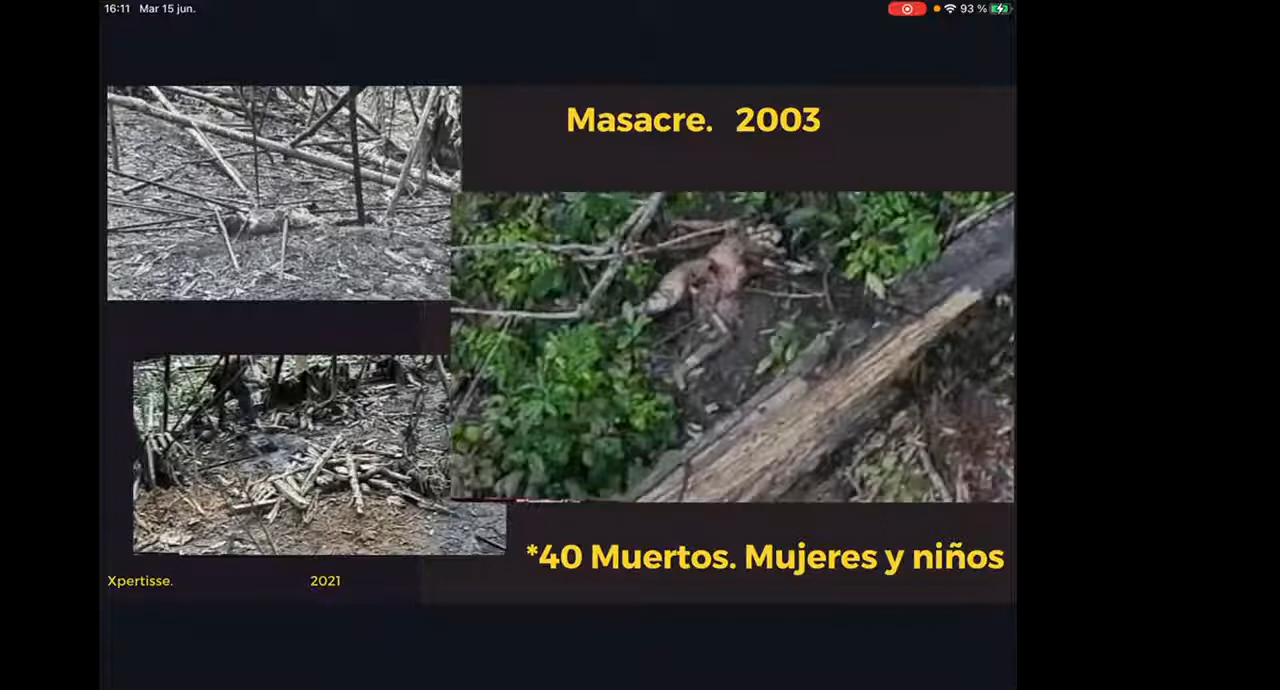 16:11 Mar 15 jun.
93 %
Masacre. 2003
*40 Muertos. Mujeres y niños
Xpertisse. 2021